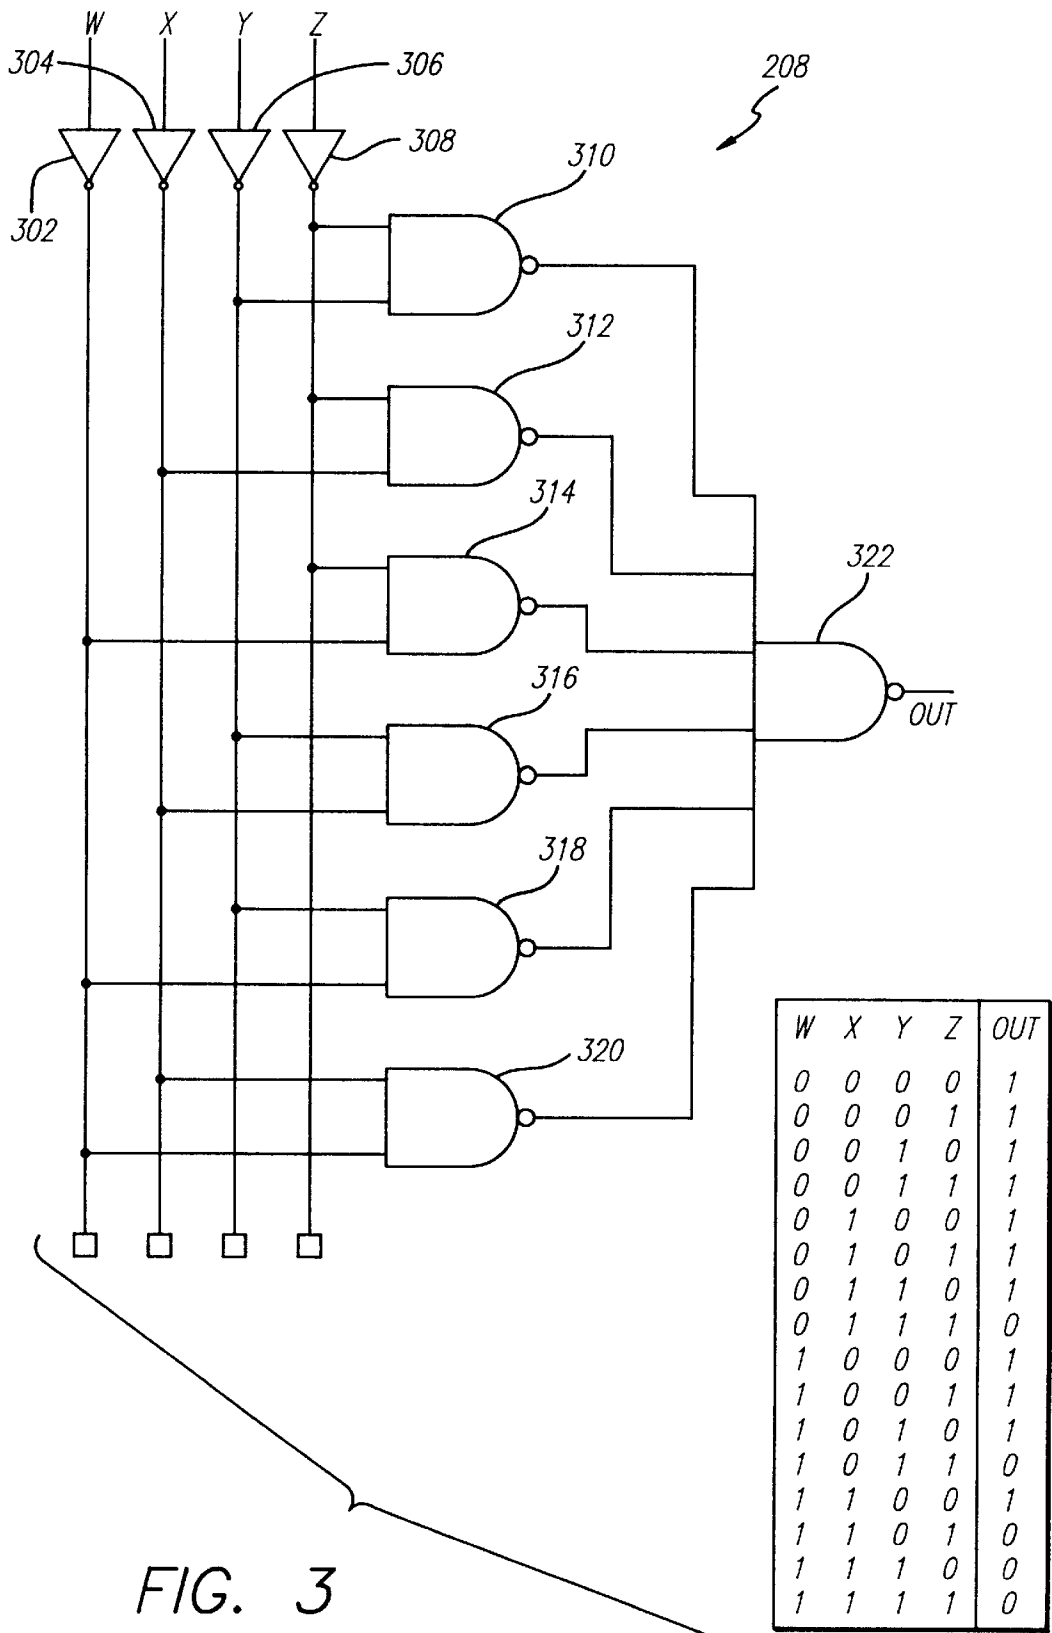 W X Y Z
304
306
208
308
310
302
312
314
322
316
OUT
318
320
W X Y Z OUT
0 0 0 0 1
0 0 0 1 1
0 0 1 0 1
0 0 1 1 1
0 1 0 0 1
0 1 0 1 1
0 1 1 0 1
0 1 1 1 0
1 0 0 0 1
1 0 0 1 1
1 0 1 0 1
1 0 1 1 0
1 1 0 0 1
1 1 0 1 0
1 1 1 0 0
1 1 1 1 0
FIG. 3